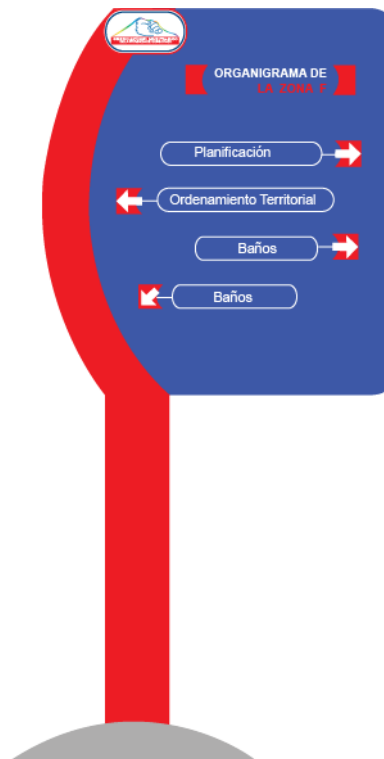 ORGANIGRAMA DE
LA ZONA P
Planificación
Ordenamiento Territorial
Baños
Baños